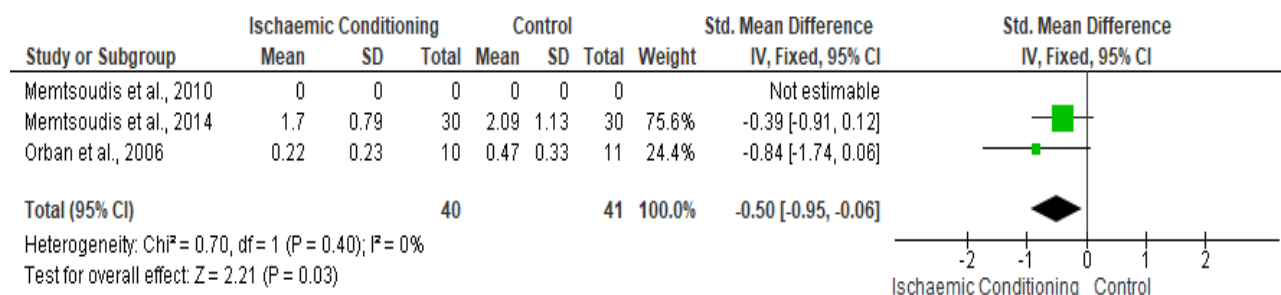 Ischaemic Conditioning Control Std. Mean Difference Std. Mean Difference
Study or Subgroup Mean SD Total Mean SD Total Weight IV, Fixed, 95% CI IV, Fixed, 95% CI
Memtsoudis et al., 2010 0 0 0 0 0 0 Not estimable
Memtsoudis et al., 2014 1.7 0.79 30 2.09 1.13 30 75.6% -0.39 [-0.91, 0.12]
Orban et al., 2006 0.22 0.23 10 0.47 0.33 11 24.4% -0.84 [-1.74, 0.06]
Total (95% CI) 40 41 100.0% -0.50 [-0.95, -0.06]
Heterogeneity: Chi² = 0.70, df = 1 (P = 0.40); I² = 0%
Test for overall effect: Z = 2.21 (P = 0.03)
-2 -1 0 1 2
Ischaemic Conditioning Control